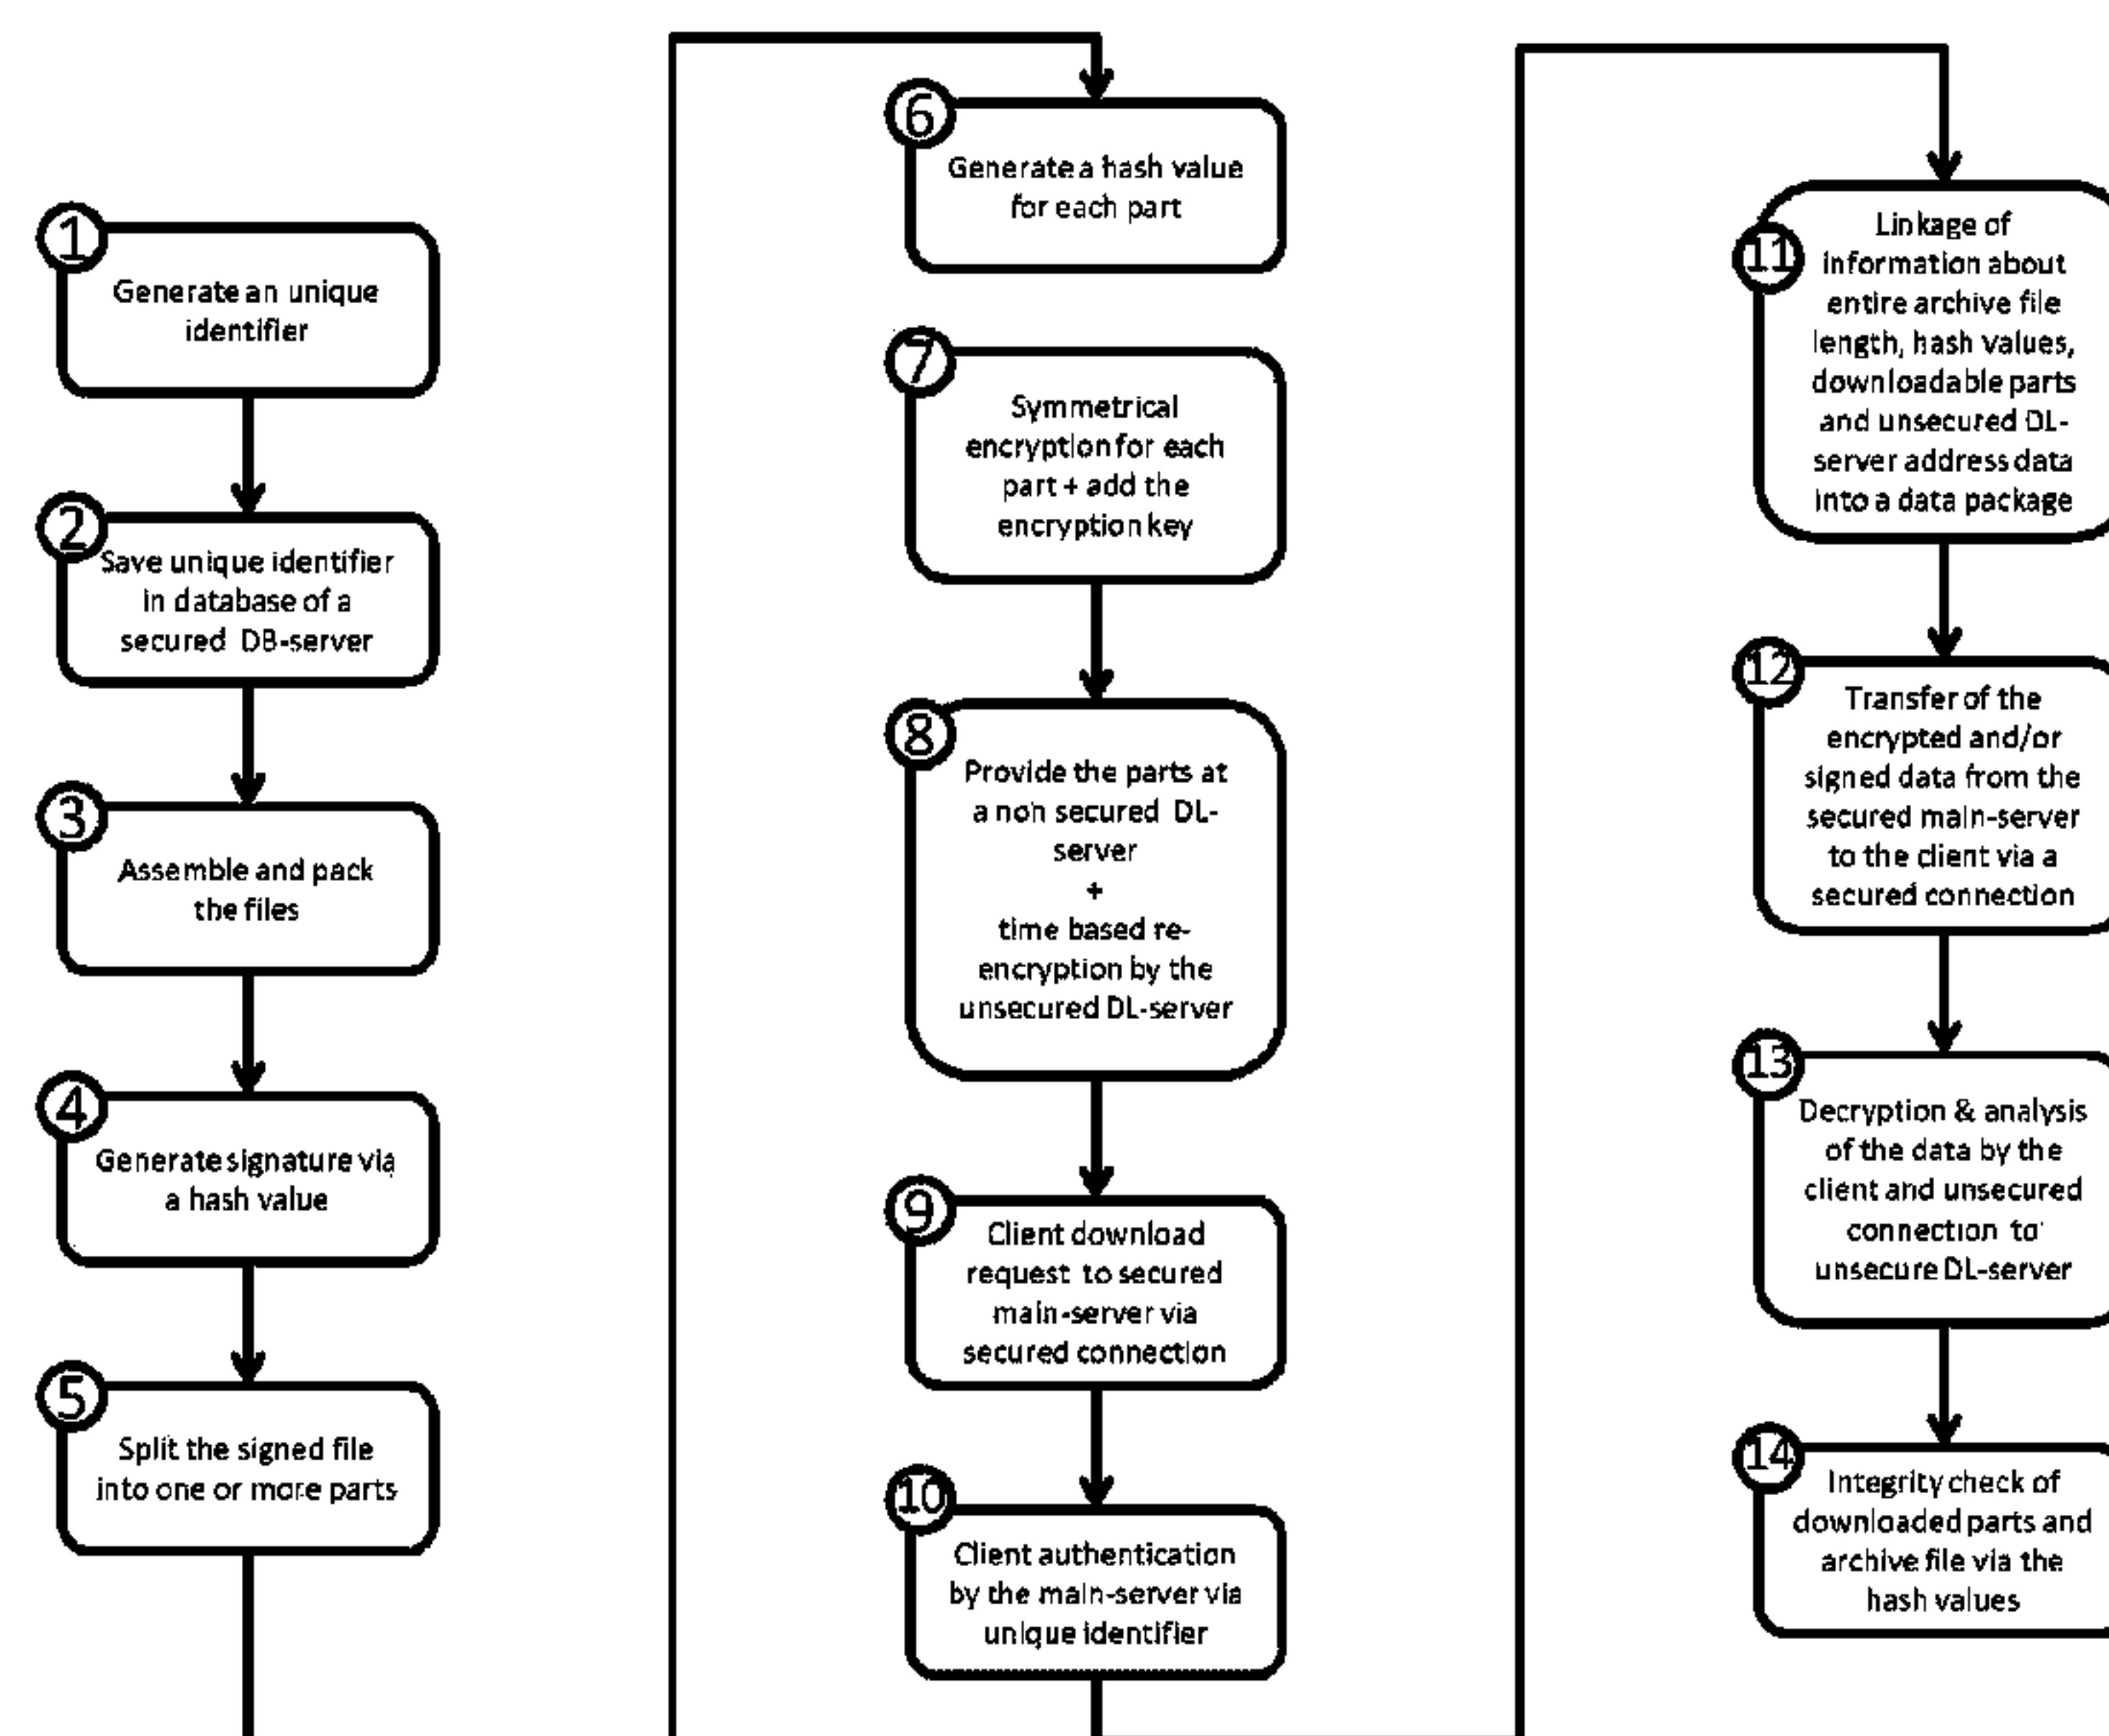 1
Generate an unique
identifier
2
Save unique identifier
in database of a
secured DB-server
3
Assemble and pack
the files
4
Generate signature via
a hash value
5
Split the signed file
into one or more parts
6
Generate a hash value
for each part
7
Symmetrical
encryption for each
part + add the
encryption key
8
Provide the parts at
a non secured DL-
server
+
time based re-
encryption by the
unsecured DL-server
9
Client download
request to secured
main-server via
secured connection
10
Client authentication
by the main-server via
unique identifier
11
Linkage of
information about
entire archive file
length, hash values,
downloadable parts
and unsecured DL-
server address data
into a data package
12
Transfer of the
encrypted and/or
signed data from the
secured main-server
to the client via a
secured connection
13
Decryption & analysis
of the data by the
client and unsecured
connection to
unsecure DL-server
14
Integrity check of
downloaded parts and
archive file via the
hash values